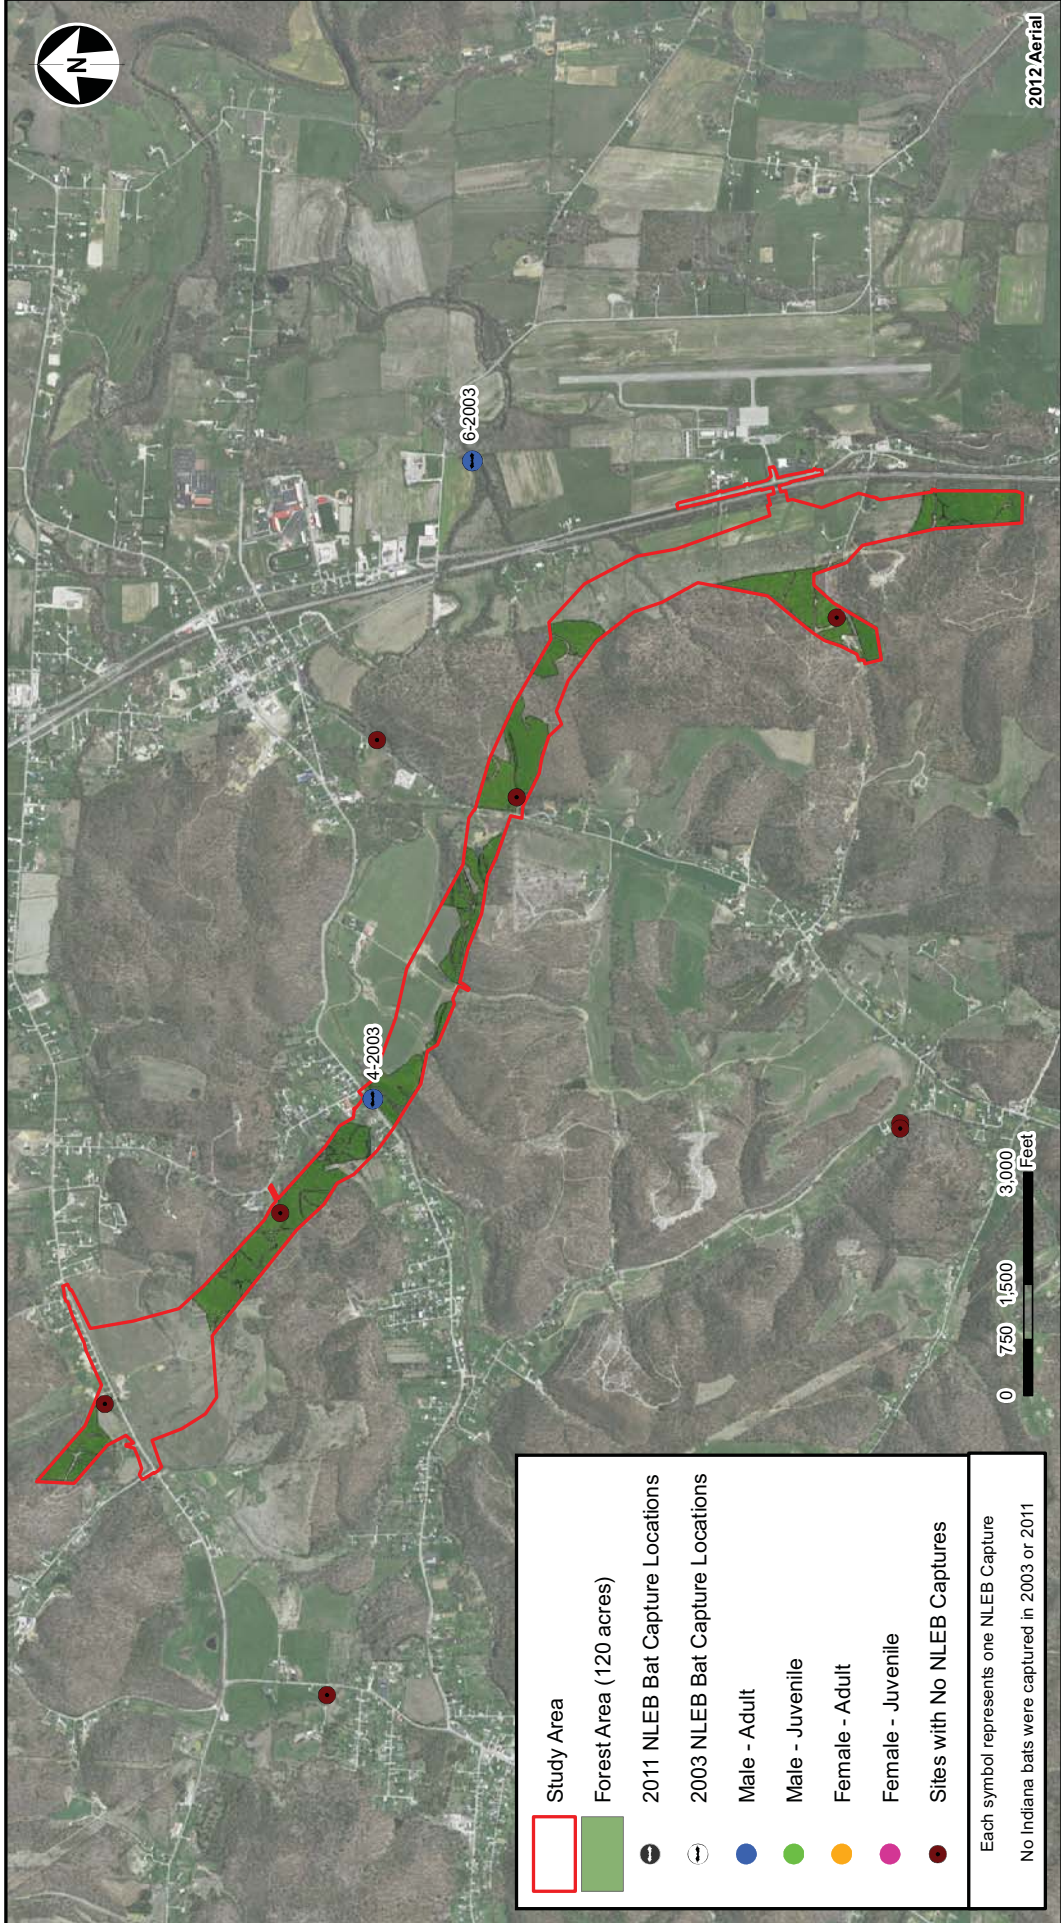 N
6-2003
4-2003
Study Area
Forest Area (120 acres)
2011 NLEB Bat Capture Locations
2003 NLEB Bat Capture Locations
Male - Adult
Male - Juvenile
Female - Adult
Female - Juvenile
Sites with No NLEB Captures
Each symbol represents one NLEB Capture
No Indiana bats were captured in 2003 or 2011
0 750 1,500 3,000
Feet
2012 Aerial